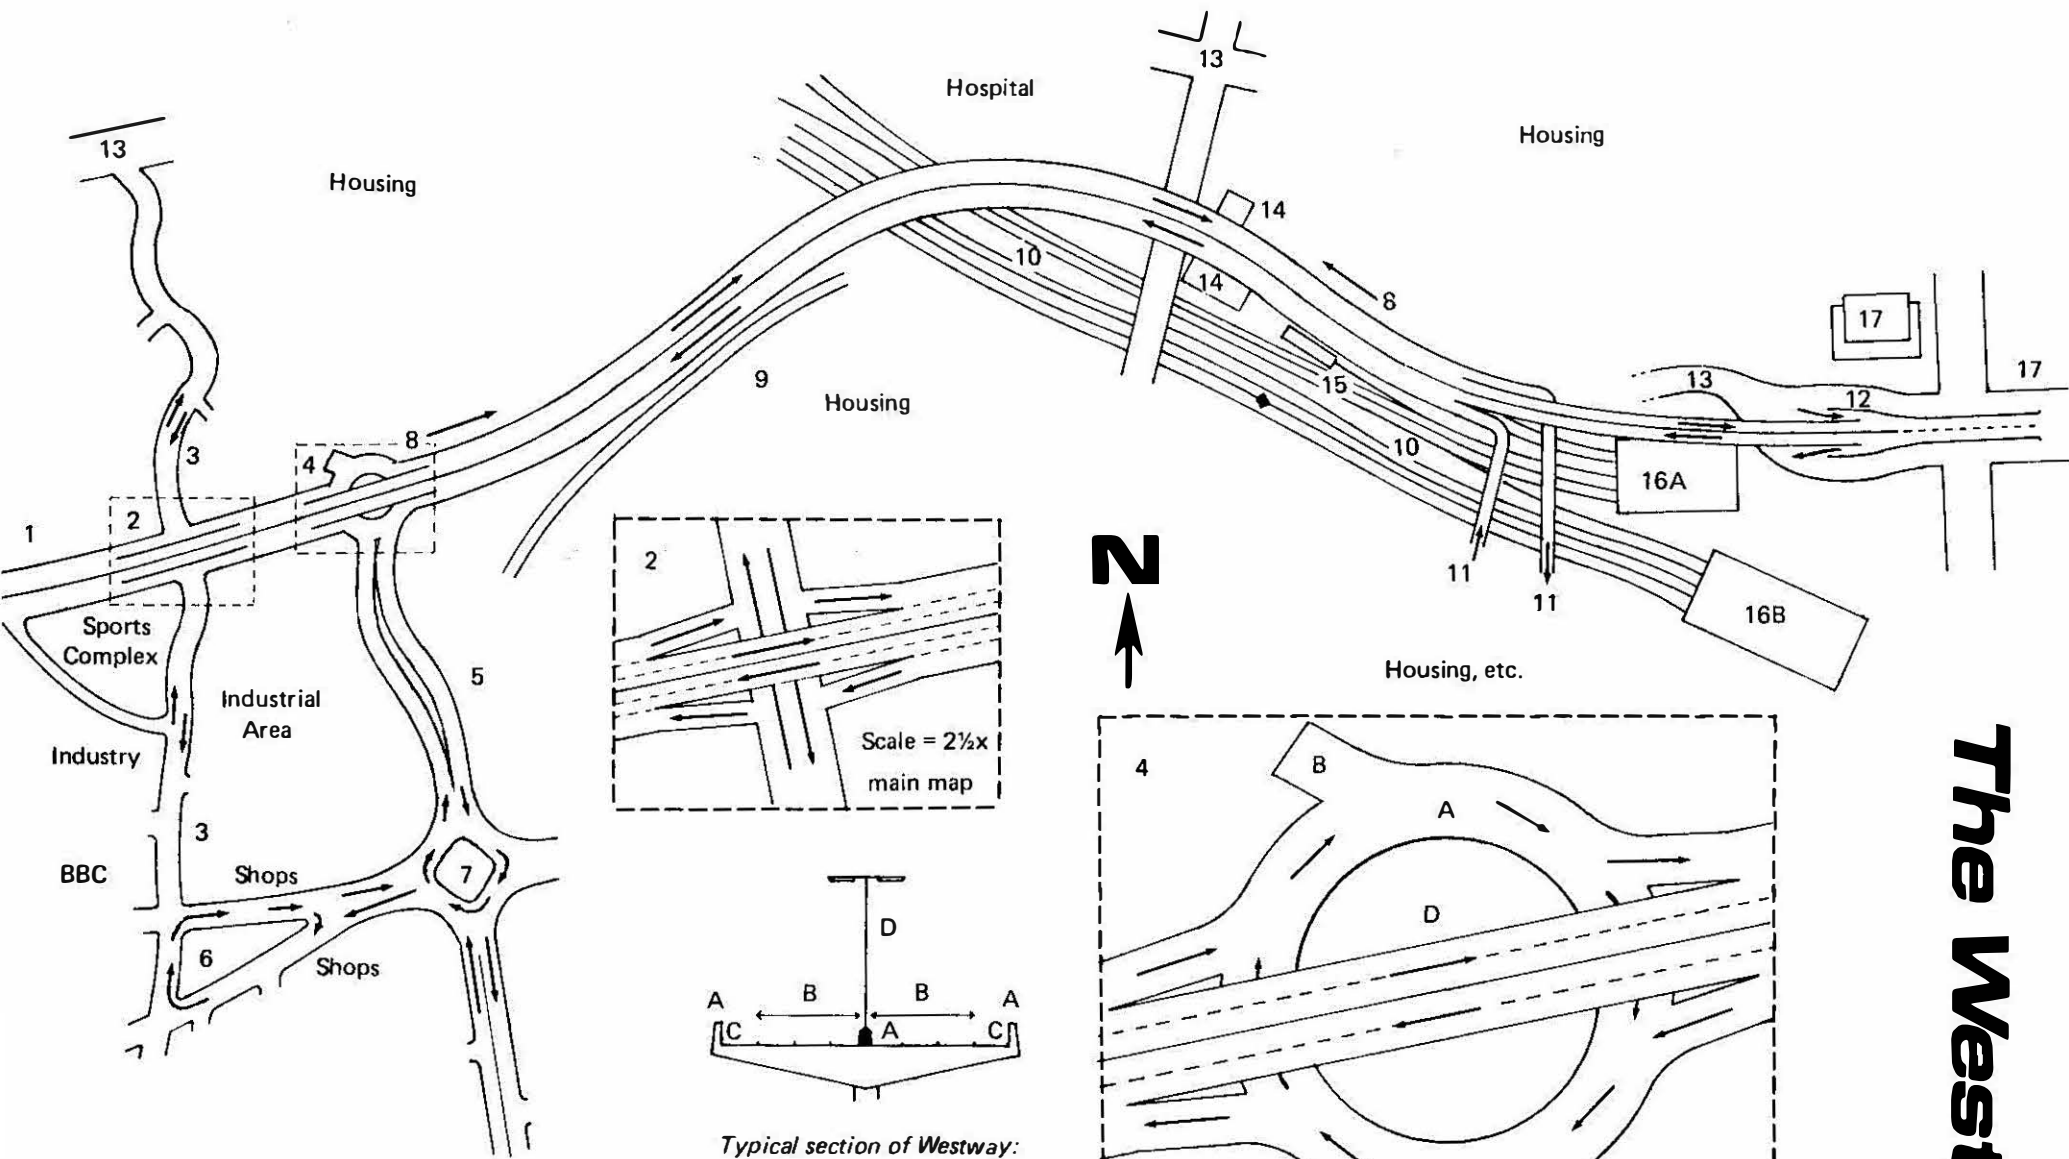 13
Hospital
Housing
13
Housing
14
10
14
8
17
9
Housing
15
13
17
12
8
3
4
10
16A
1
2
2
11
11
16B
Sports
Complex
5
Industrial
Area
Industry
Scale = 2½x
main map
N
Housing, etc.
4
B
A
D
3
BBC
Shops
7
6
Shops
D
A
B
B
A
C
A
C
Typical section of Westway:
The West